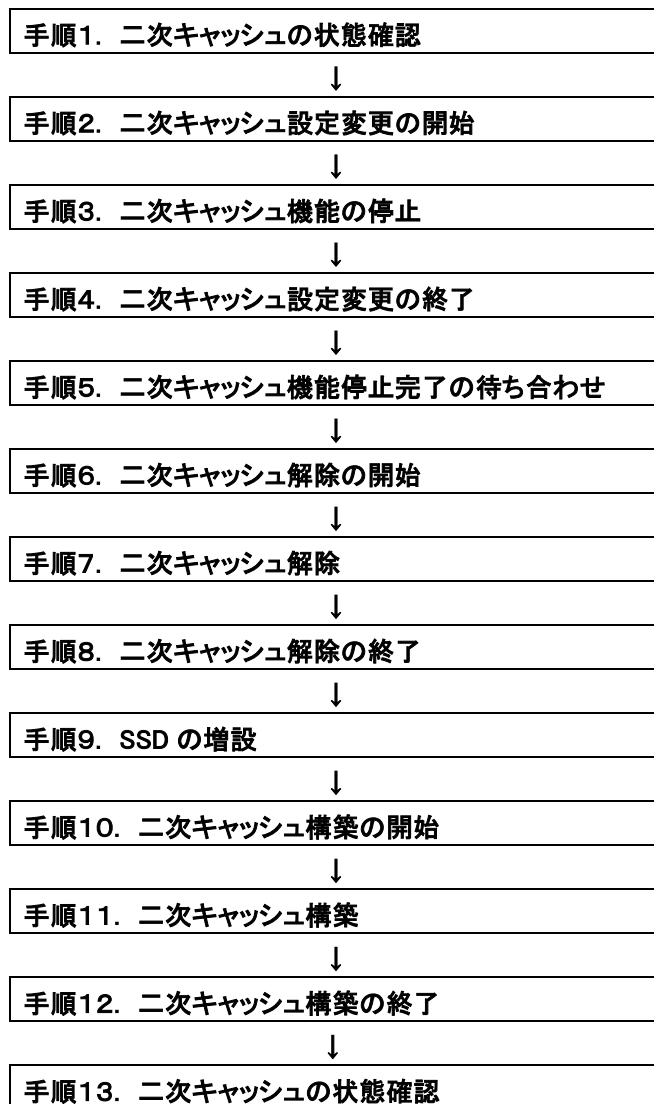 手順1. 二次キャッシュの状態確認
↓
手順2. 二次キャッシュ設定変更の開始
↓
手順3. 二次キャッシュ機能の停止
↓
手順4. 二次キャッシュ設定変更の終了
↓
手順5. 二次キャッシュ機能停止完了の待ち合わせ
↓
手順6. 二次キャッシュ解除の開始
↓
手順7. 二次キャッシュ解除
↓
手順8. 二次キャッシュ解除の終了
↓
手順9. SSD の増設
↓
手順10. 二次キャッシュ構築の開始
↓
手順11. 二次キャッシュ構築
↓
手順12. 二次キャッシュ構築の終了
↓
手順13. 二次キャッシュの状態確認